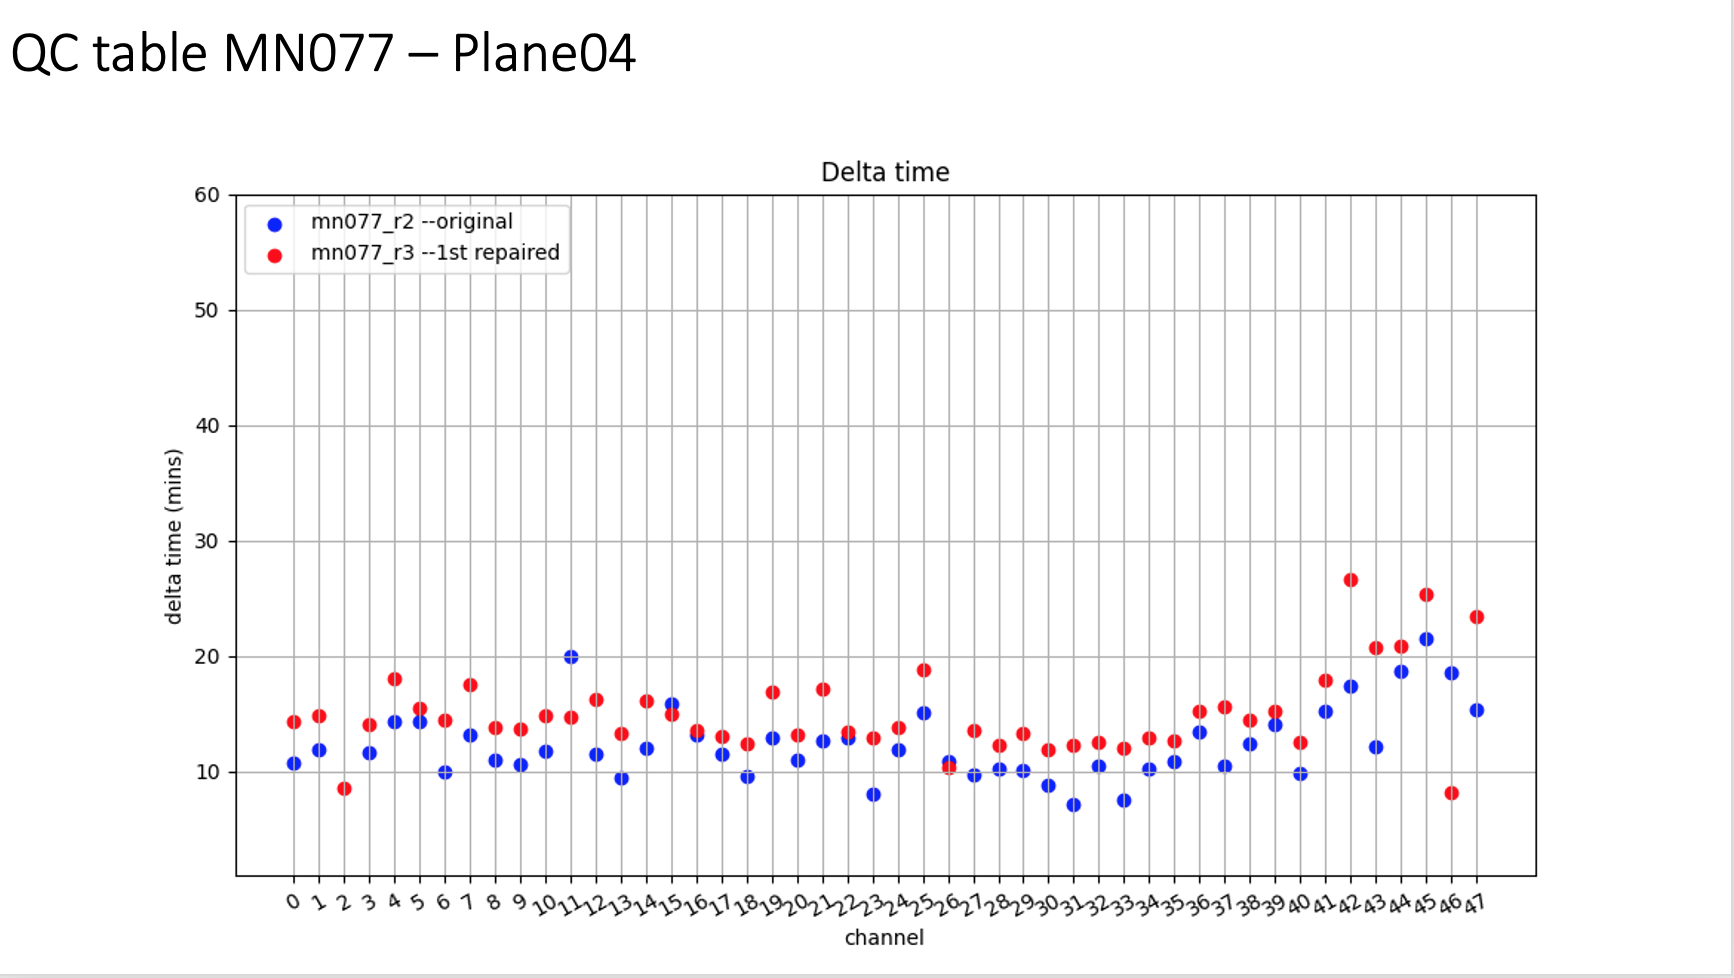 QC table MN077 – Plane04
Delta time
mn077_r2 --original
mn077_r3 --1st repaired
60
50
40
30
20
10
delta time (mins)
0 1 2 3 4 5 6 7 8 9 10 11 12 13 14 15 16 17 18 19 20 21 22 23 24 25 26 27 28 29 30 31 32 33 34 35 36 37 38 39 40 41 42 43 44 45 46 47
channel